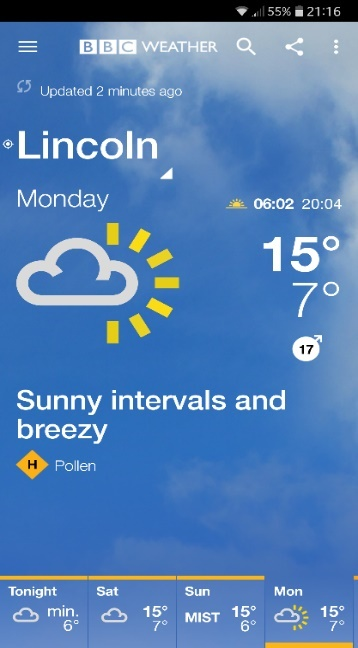 55% 21:16
BBC WEATHER
Updated 2 minutes ago
Lincoln
Monday
06:02 20:04
15°
7°
17
Sunny intervals and
breezy
H Pollen
Tonight
min.
6°
Sat
15°
7°
Sun
MIST
15°
6°
Mon
15°
7°